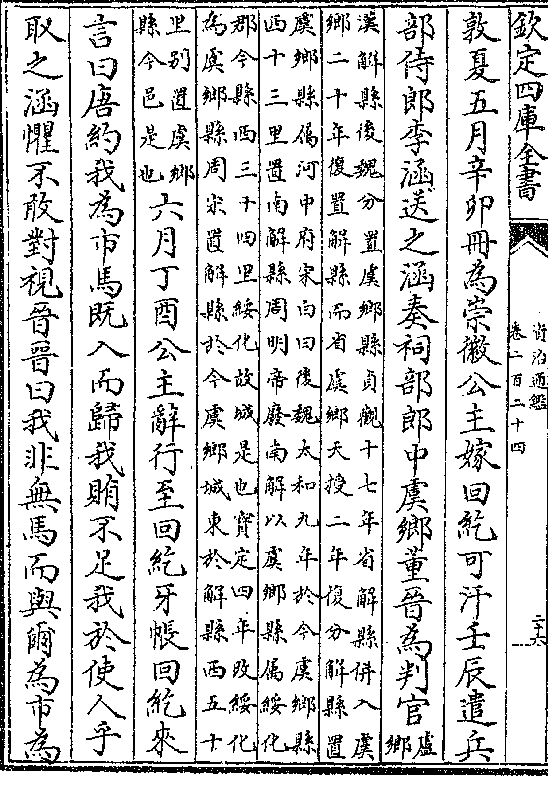 欽定四庫全書
資治通鑑
卷二百二十四
二十六
敦夏五月辛卯冊為崇徽公主嫁回紇可汗壬辰遣兵
部侍郎李涵送之涵奏祠部郎中虞鄉董晉為判官盧
鄉
漢解縣後魏分置虞鄉縣貞觀十七年省解縣併入虞
鄉二十年復置解縣而省虞鄉天授二年復分解縣置
虞鄉縣屬河中府宋白曰後魏太和九年於今虞鄉縣
西十三里置南解縣周明帝廢南解以虞鄉縣屬綏化
郡今縣西三十四里綏化故城是也寶定四年改綏化
為虞鄉縣周宋置解縣於今虞鄉城東於解縣西五十
里別置虞鄉
縣今邑是也
六月丁酉公主辭行至回紇牙帳回紇來
言曰唐約我為市馬既入而歸我賄不足我於使人乎
取之涵懼不敢對視晉晉曰我非無馬而與爾為市為